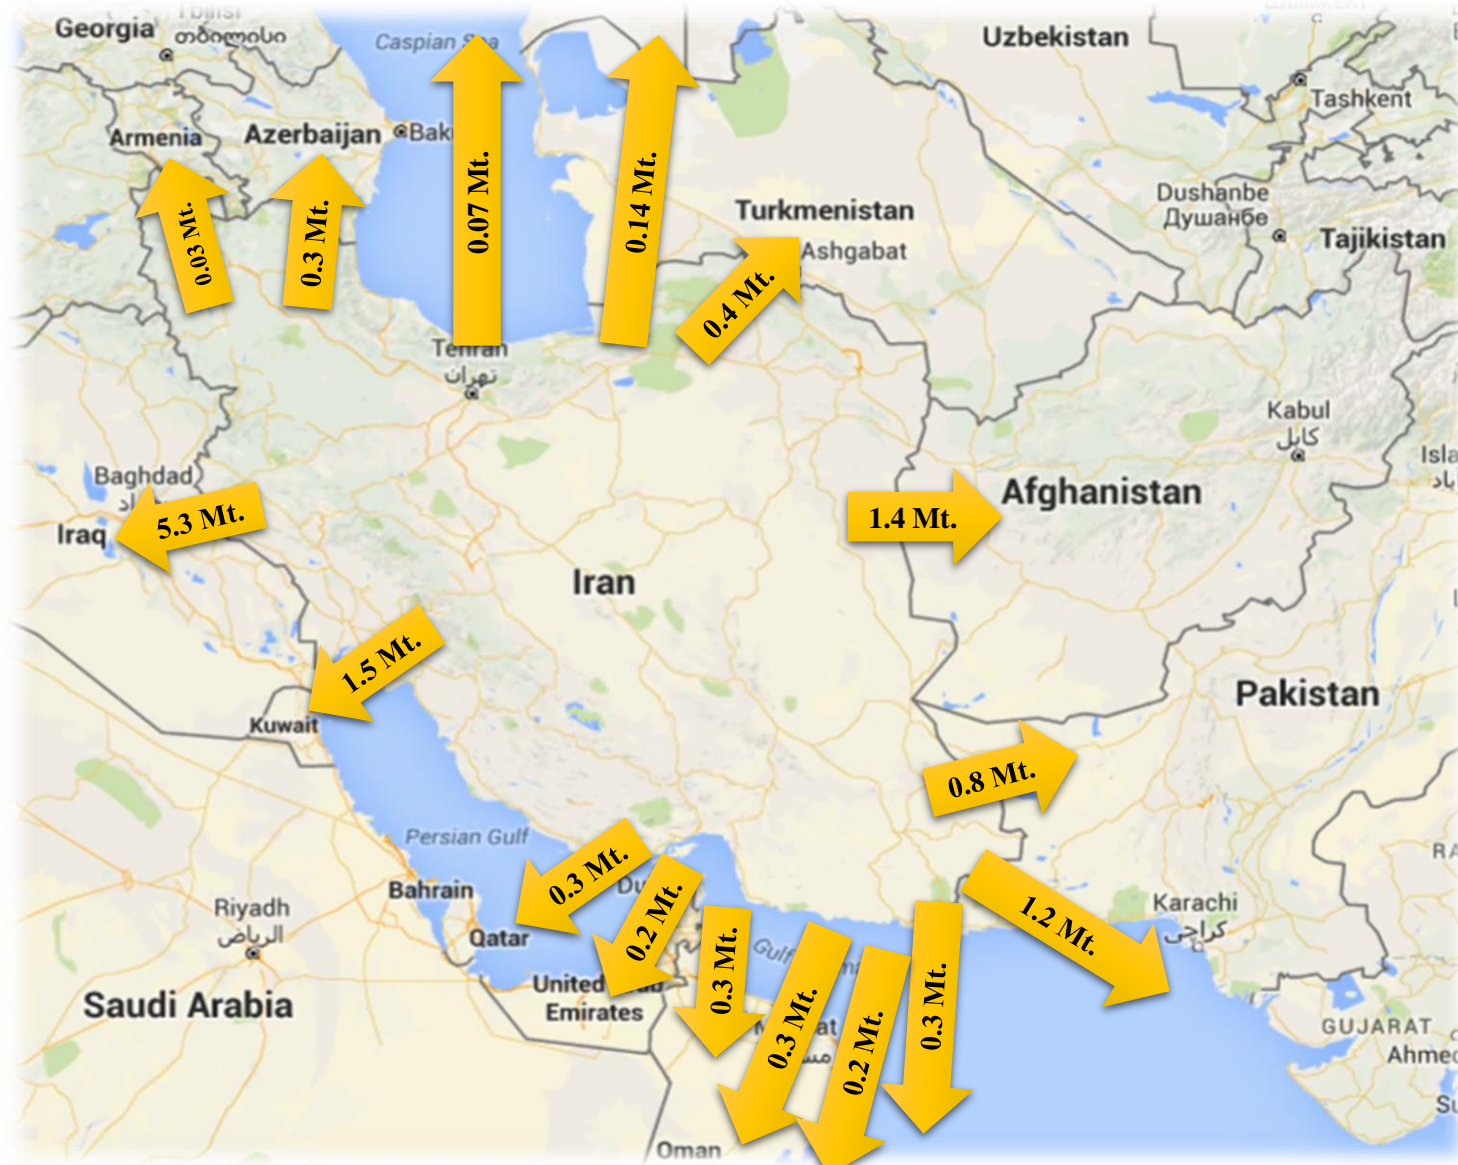 Georgia
თბილისი
Caspian Sea
Uzbekistan
Tashkent
Armenia
Azerbaijan
0.07 Mt.
0.14 Mt.
Dushanbe
Душанбе
Turkmenistan
Ashgabat
Tajikistan
0.03 Mt.
0.3 Mt.
0.4 Mt.
Tehran
تهران
Kabul
کابل
Baghdad
5.3 Mt.
Iraq
1.4 Mt.
Afghanistan
Iran
1.5 Mt.
Kuwait
Pakistan
0.8 Mt.
Persian Gulf
0.3 Mt.
Bahrain
0.2 Mt.
1.2 Mt.
Karachi
کراچی
Riyadh
الرياض
Qatar
Gulf
United Arab
Emirates
0.3 Mt.
0.3 Mt.
0.2 Mt.
0.3 Mt.
Saudi Arabia
GUJARAT
Oman